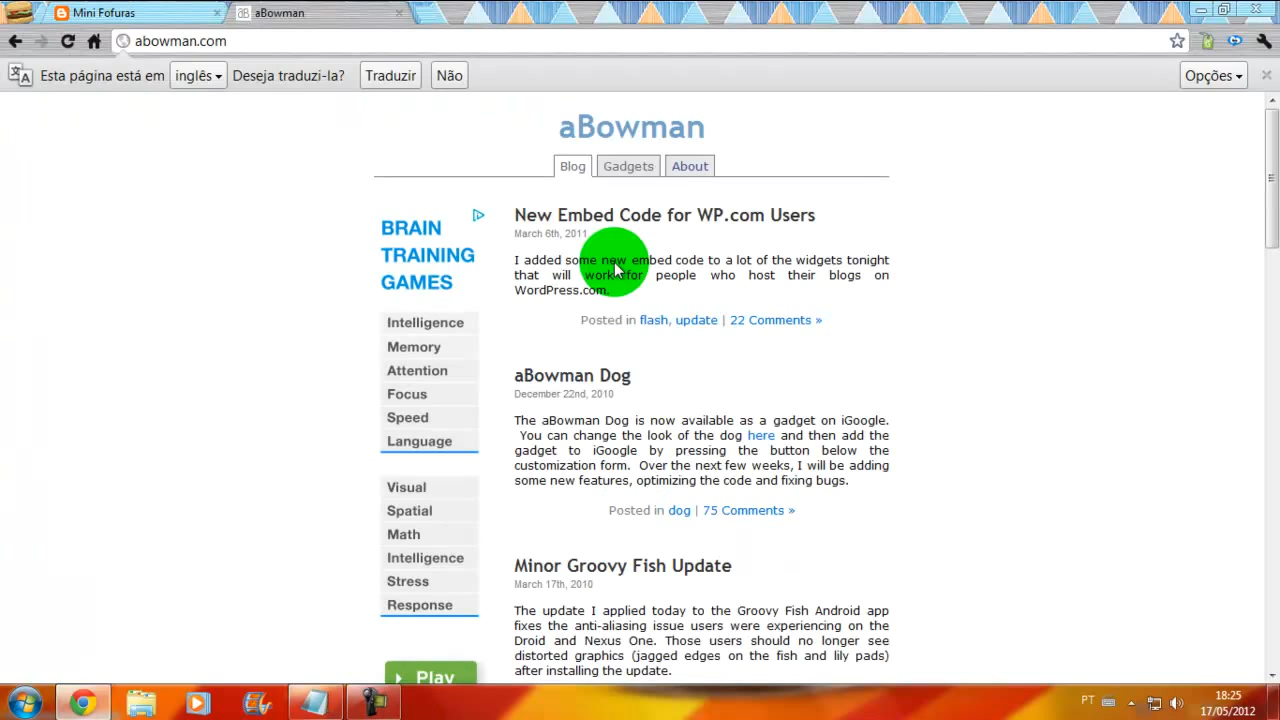 Mini Fofuras
aBowman
abowman.com
Esta página está em inglês Deseja traduzi-la? Traduzir Não Opções
aBowman
Blog Gadgets About
BRAIN
TRAINING
GAMES
Intelligence
Memory
Attention
Focus
Speed
Language
Visual
Spatial
Math
Intelligence
Stress
Response
Play
New Embed Code for WP.com Users
March 6th, 2011
I added some new embed code to a lot of the widgets tonight
that will work for people who host their blogs on
WordPress.com.
Posted in flash, update | 22 Comments »
aBowman Dog
December 22nd, 2010
The aBowman Dog is now available as a gadget on iGoogle.
You can change the look of the dog here and then add the
gadget to iGoogle by pressing the button below the
customization form. Over the next few weeks, I will be adding
some new features, optimizing the code and fixing bugs.
Posted in dog | 75 Comments »
Minor Groovy Fish Update
March 17th, 2010
The update I applied today to the Groovy Fish Android app
fixes the anti-aliasing issue users were experiencing on the
Droid and Nexus One. Those users should no longer see
distorted graphics (jagged edges on the fish and lily pads)
after installing the update.
PT
18:25
17/05/2012